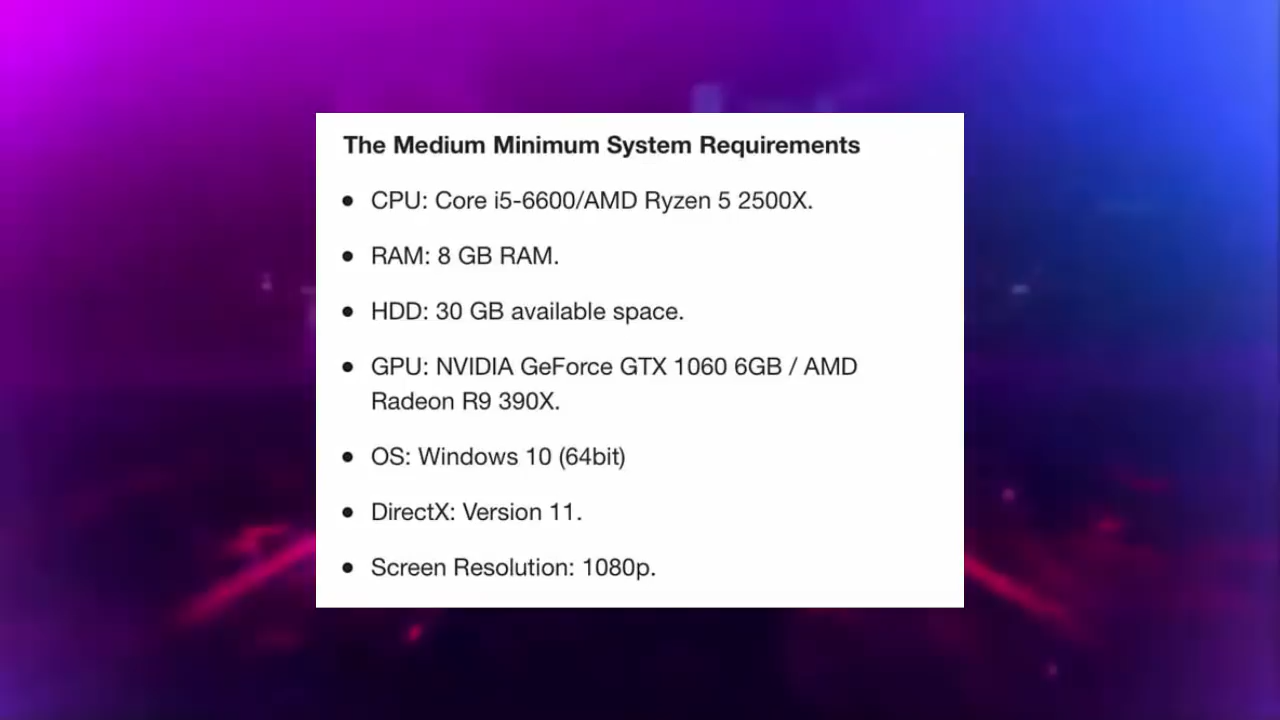 The Medium Minimum System Requirements
● CPU: Core i5-6600/AMD Ryzen 5 2500X.
● RAM: 8 GB RAM.
● HDD: 30 GB available space.
● GPU: NVIDIA GeForce GTX 1060 6GB / AMD
Radeon R9 390X.
● OS: Windows 10 (64bit)
● DirectX: Version 11.
● Screen Resolution: 1080p.